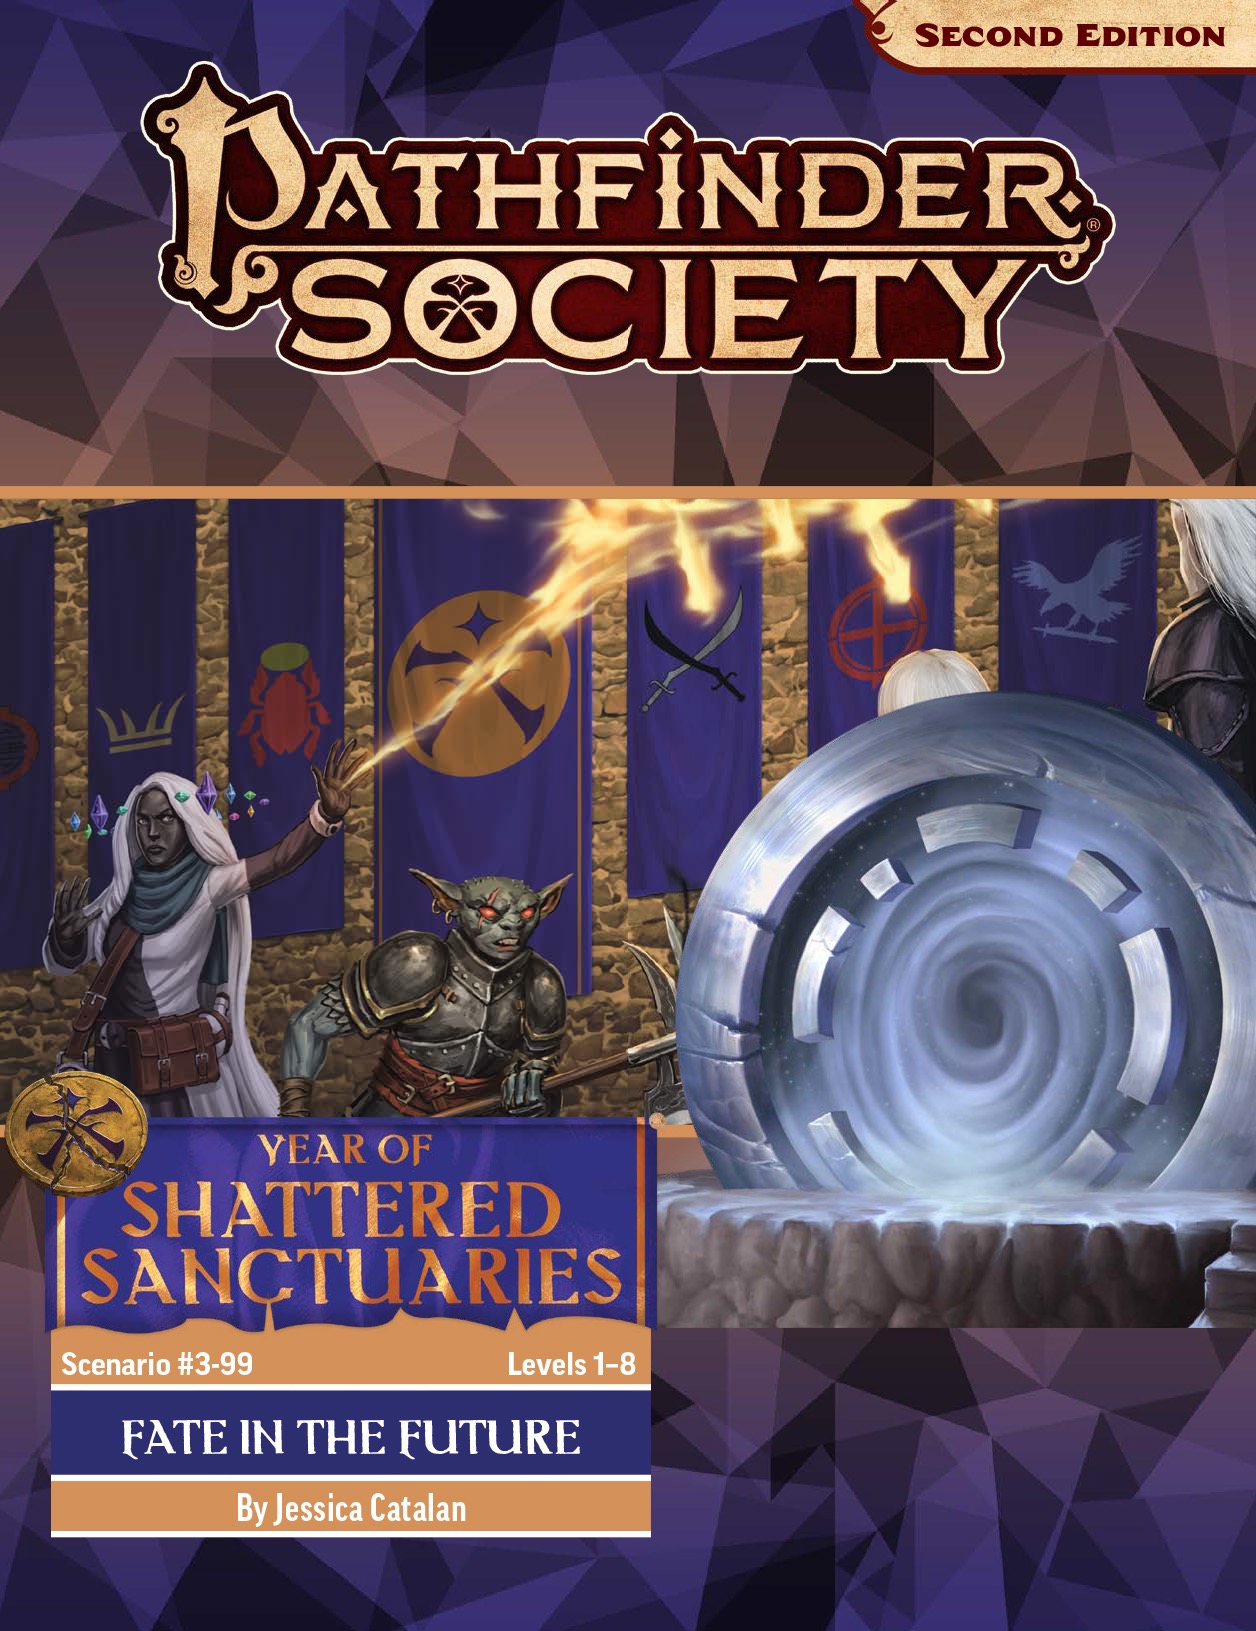 Second Edition
Pathfinder
®
Society
Year of
Shattered
Sanctuaries
Scenario #3-99
Levels 1–8
Fate in the Future
By Jessica Catalan